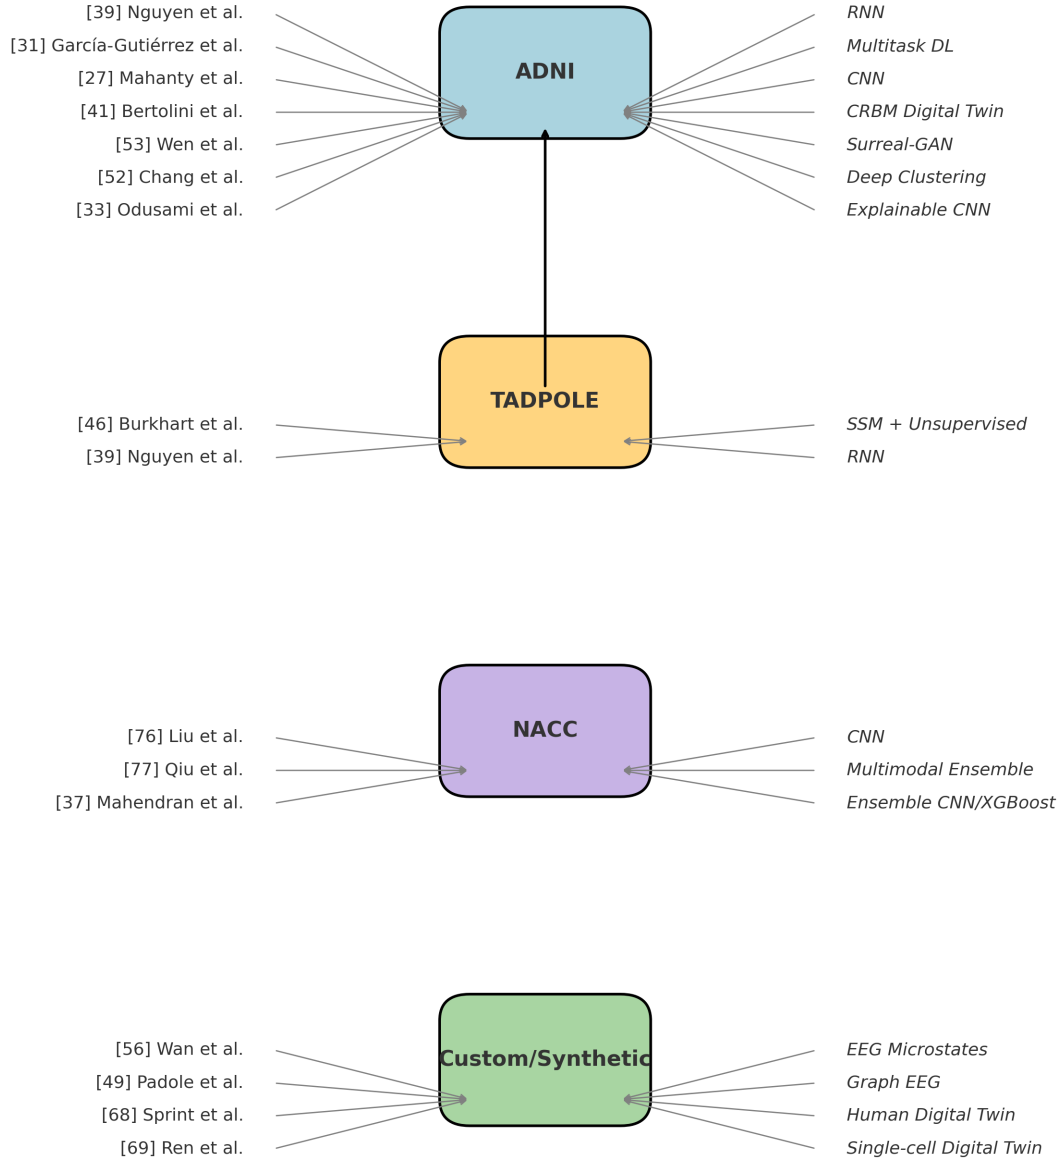 [39] Nguyen et al.
RNN
[31] García-Gutiérrez et al.
Multitask DL
ADNI
[27] Mahanty et al.
CNN
[41] Bertolini et al.
CRBM Digital Twin
[53] Wen et al.
Surreal-GAN
[52] Chang et al.
Deep Clustering
[33] Odusami et al.
Explainable CNN
TADPOLE
[46] Burkhart et al.
SSM + Unsupervised
[39] Nguyen et al.
RNN
NACC
[76] Liu et al.
CNN
[77] Qiu et al.
Multimodal Ensemble
[37] Mahendran et al.
Ensemble CNN/XGBoost
[56] Wan et al.
EEG Microstates
Custom/Synthetic
[49] Padole et al.
Graph EEG
[68] Sprint et al.
Human Digital Twin
[69] Ren et al.
Single-cell Digital Twin